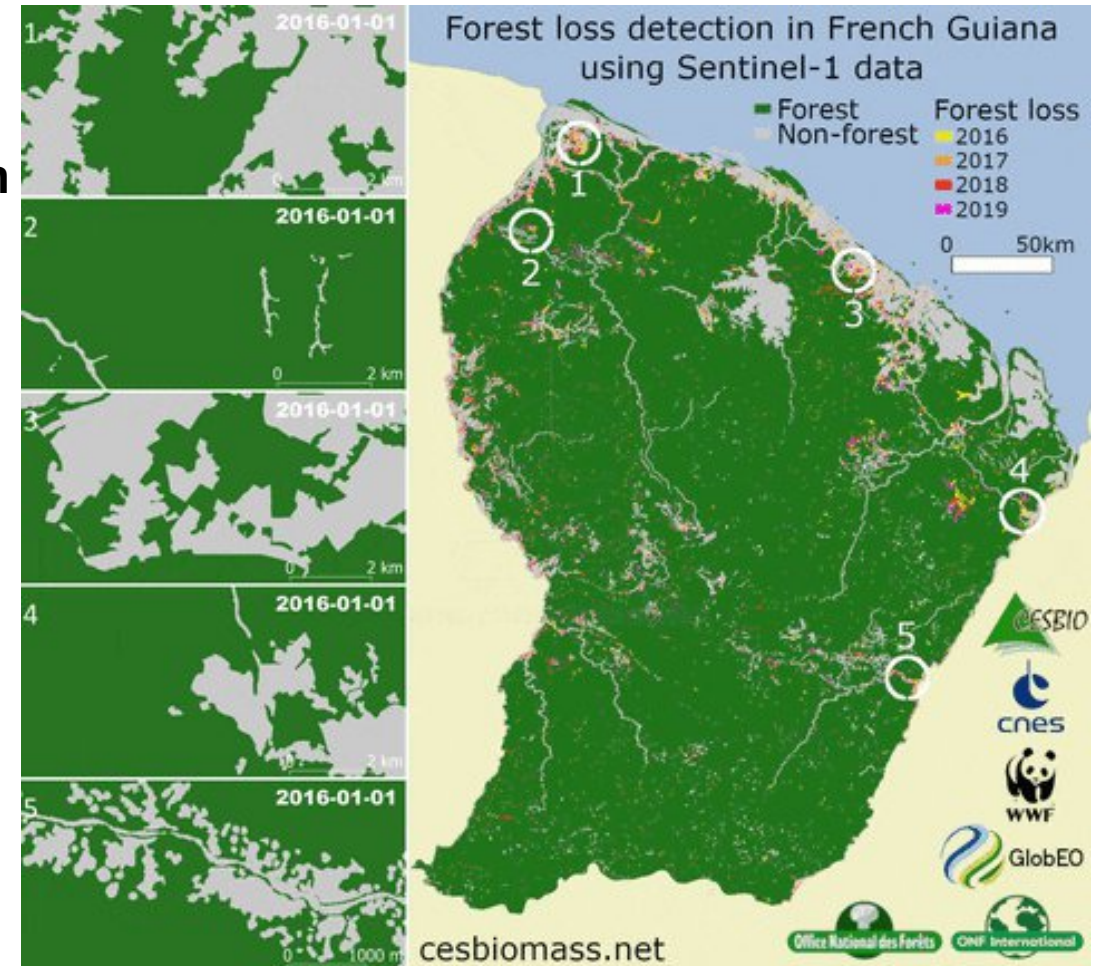 n
1
2016-01-01
0 2 km
2
2016-01-01
0 2 km
3
2016-01-01
0 2 km
4
2016-01-01
0 2 km
5
2016-01-01
0 1000 m
Forest loss detection in French Guiana
using Sentinel-1 data
Forest
Non-forest
Forest loss
2016
2017
2018
2019
0 50km
1
2
3
4
5
CESBIO
cnes
WWF
GlobEO
Office National des Forêts
ONF International
cesbiomass.net